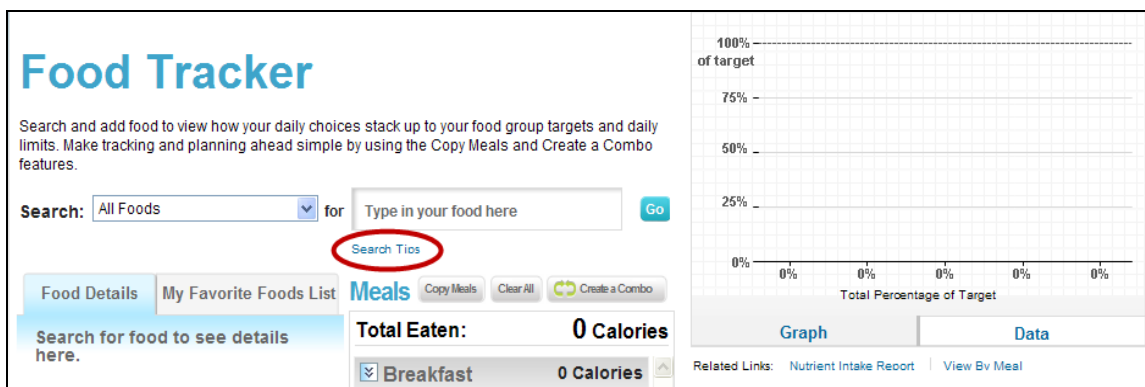 Food Tracker
Search and add food to view how your daily choices stack up to your food group targets and daily
limits. Make tracking and planning ahead simple by using the Copy Meals and Create a Combo
features.
Search: All Foods for Type in your food here Go
Search Tips
Food Details My Favorite Foods List
Search for food to see details
here.
Meals Copy Meals Clear All Create a Combo
Total Eaten: 0 Calories
Breakfast 0 Calories
100%
of target
75%
50%
25%
0%
0% 0% 0% 0% 0%
Total Percentage of Target
Graph Data
Related Links: Nutrient Intake Report View By Meal